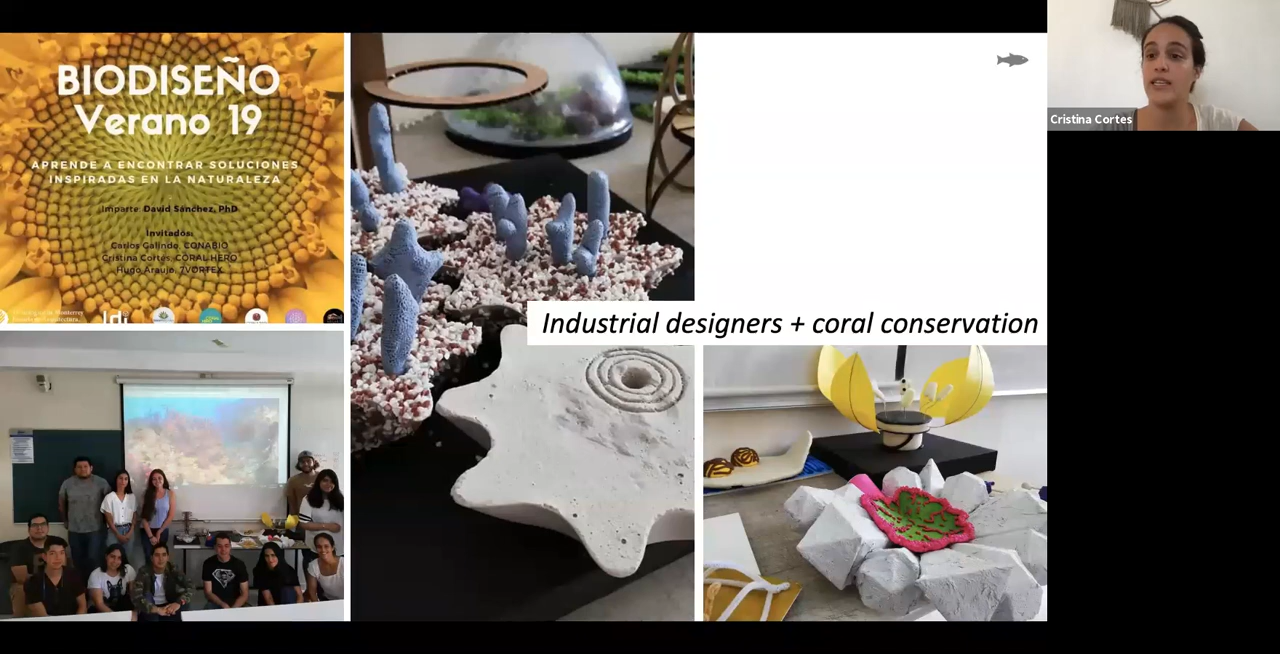 BIODISEÑO
Verano 19
APRENDE A ENCONTRAR SOLUCIONES
INSPIRADAS EN LA NATURALEZA
Imparte: David Sánchez, PhD
Invitados:
Carlos Galindo, CONABIO
Cristina Cortés, CORAL HERO
Hugo Araujo, 7VORTEX
Industrial designers + coral conservation
Cristina Cortes